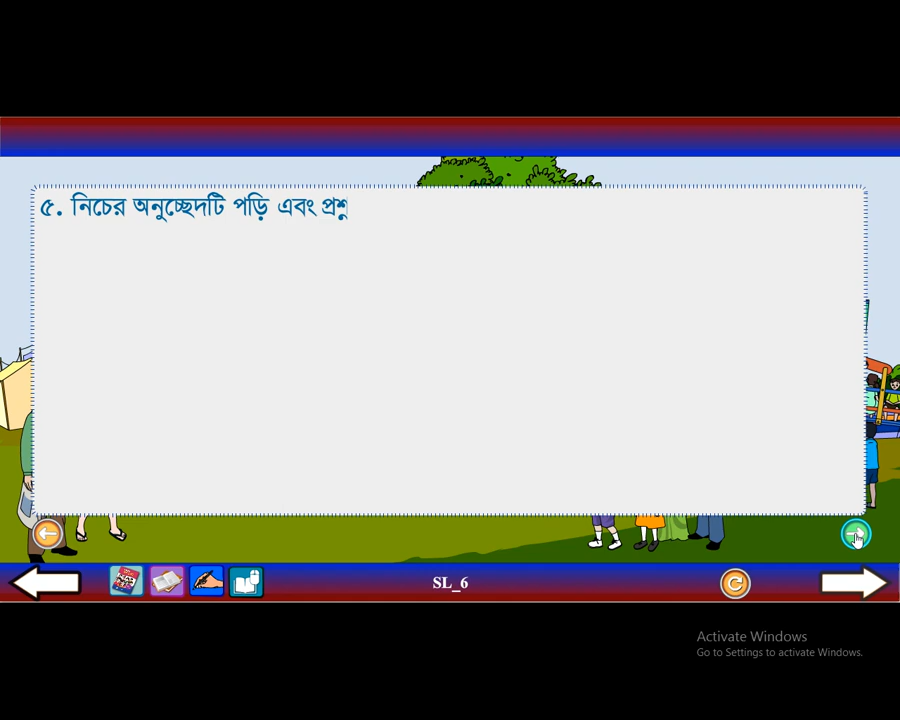 ৫. নিচের অনুচ্ছেদটি পড়ি এবং প্রশ্ন
SL_6
Activate Windows
Go to Settings to activate Windows.